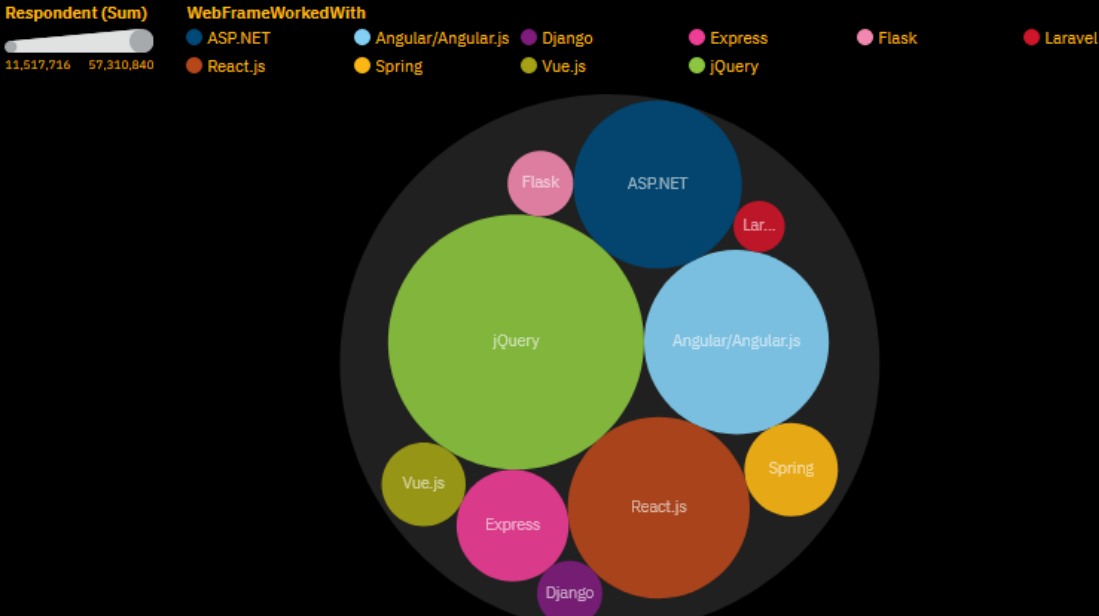 Respondent (Sum)
11,517,716 57,310,840
WebFrameWorkedWith
ASP.NET Angular/Angular.js Django Express Flask Laravel
React.js Spring Vue.js jQuery
ASP.NET
Flask
Lar...
jQuery
Angular/Angular.js
Spring
Vue.js
React.js
Express
Django